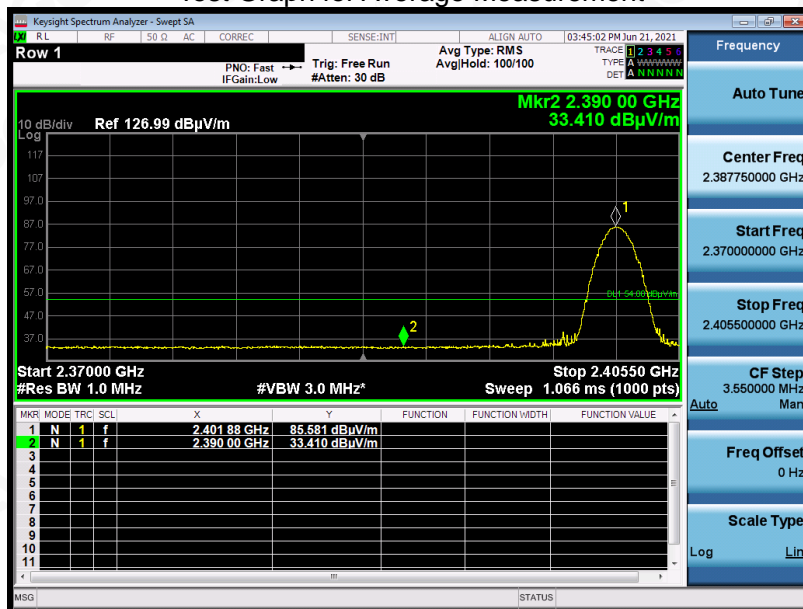 Test Graph for Average Measurement
Keysight Spectrum Analyzer - Swept SA
LXI RL RF 50 Ω AC CORREC SENSE:INT ALIGN AUTO 03:45:02 PM Jun 21, 2021
Row 1
PNO: Fast
IFGain:Low
Trig: Free Run
#Atten: 30 dB
Avg Type: RMS
Avg|Hold: 100/100
TRACE 1 2 3 4 5 6
TYPE A WWWWW
DET A N N N N N
Mkr2 2.390 00 GHz
33.410 dBµV/m
10 dB/div Ref 126.99 dBµV/m
Log
117
107
97.0
87.0
77.0
67.0
57.0
47.0
37.0
1
2
DL1 54.00 dBµV/m
Start 2.37000 GHz Stop 2.40550 GHz
#Res BW 1.0 MHz #VBW 3.0 MHz* Sweep 1.066 ms (1000 pts)
MKR MODE TRC SCL X Y FUNCTION FUNCTION WIDTH FUNCTION VALUE
1 N 1 f 2.401 88 GHz 85.581 dBµV/m
2 N 1 f 2.390 00 GHz 33.410 dBµV/m
3
4
5
6
7
8
9
10
11
MSG STATUS
Frequency
Auto Tune
Center Freq
2.387750000 GHz
Start Freq
2.370000000 GHz
Stop Freq
2.405500000 GHz
CF Step
3.550000 MHz
Auto Man
Freq Offset
0 Hz
Scale Type
Log Lin